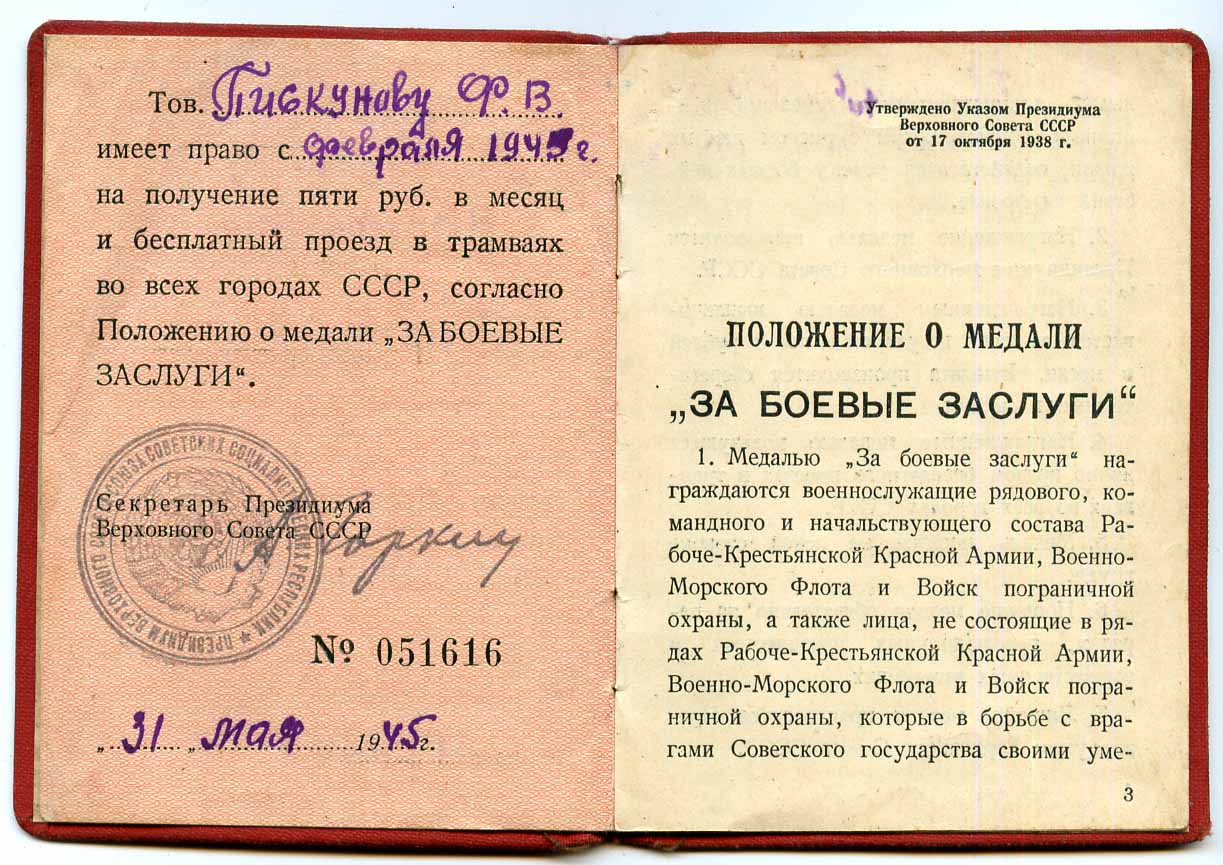 Тов. Пискунову Ф. В.
имеет право с февраля 1945 г.
на получение пяти руб. в месяц
и бесплатный проезд в трамваях
во всех городах СССР, согласно
Положению о медали „ЗА БОЕВЫЕ
ЗАСЛУГИ“.
Секретарь Президиума
Верховного Совета СССР
А Горкин
№ 051616
„ 31 „ мая 1945 г.
Утверждено Указом Президиума
Верховного Совета СССР
от 17 октября 1938 г.
ПОЛОЖЕНИЕ О МЕДАЛИ
„ЗА БОЕВЫЕ ЗАСЛУГИ“
1. Медалью „За боевые заслуги“ на-
граждаются военнослужащие рядового, ко-
мандного и начальствующего состава Ра-
боче-Крестьянской Красной Армии, Военно-
Морского Флота и Войск пограничной
охраны, а также лица, не состоящие в ря-
дах Рабоче-Крестьянской Красной Армии,
Военно-Морского Флота и Войск погра-
ничной охраны, которые в борьбе с вра-
гами Советского государства своими уме-
3